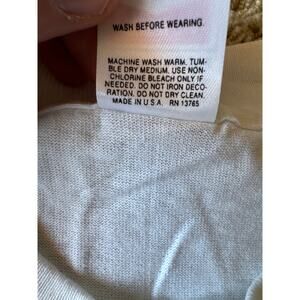 WASH BEFORE WEARING.
MACHINE WASH WARM. TUM-
BLE DRY MEDIUM. USE NON-
CHLORINE BLEACH ONLY IF
NEEDED. DO NOT IRON DECO-
RATION. DO NOT DRY CLEAN.
MADE IN U.S.A. RN 13765